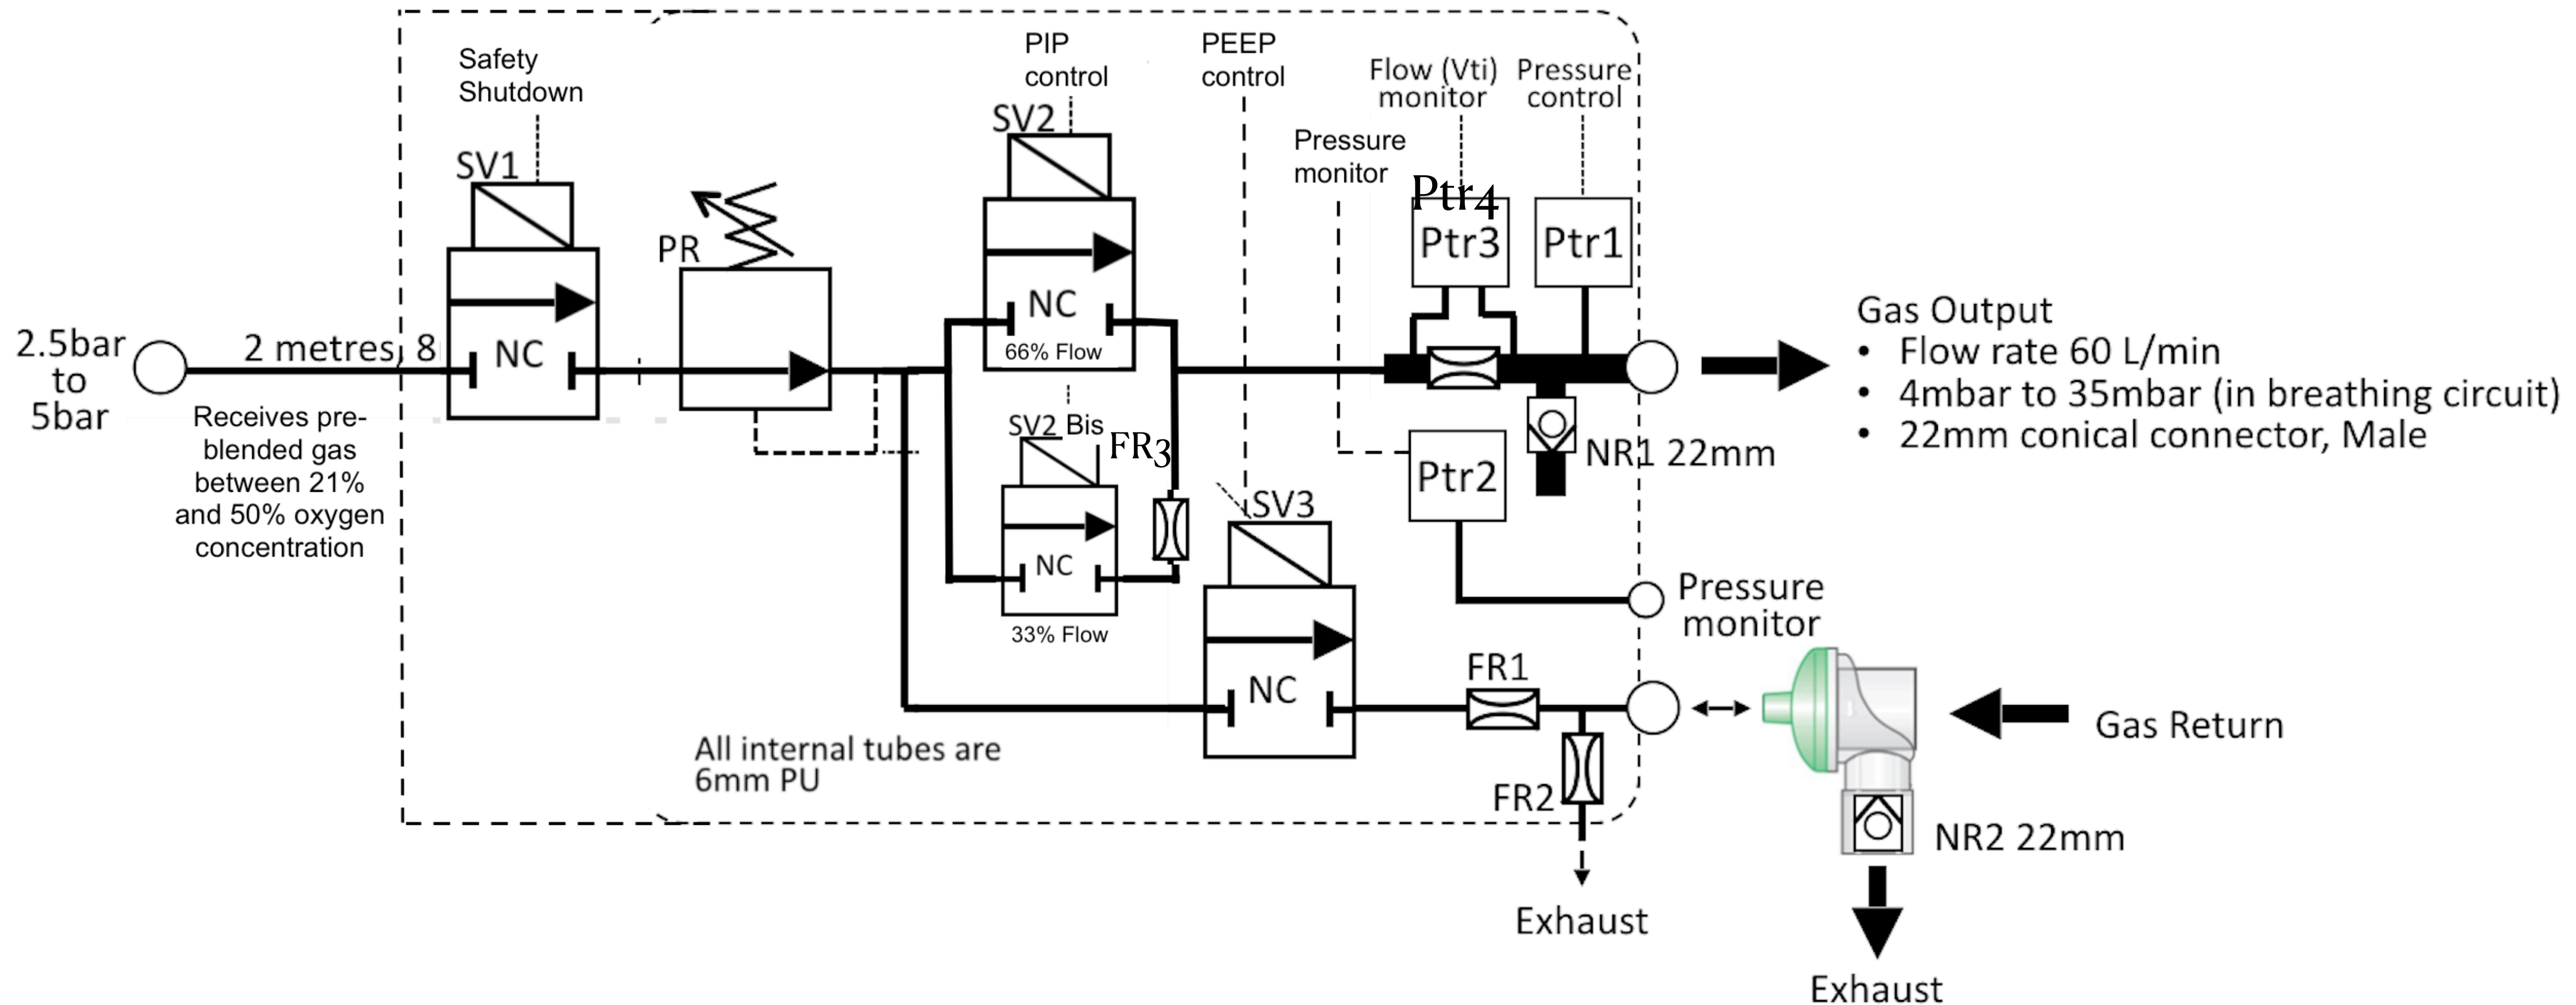 Safety
Shutdown
SV1
PR
PIP
control
SV2
PEEP
control
Flow (Vti)
monitor
Pressure
control
Pressure
monitor
Ptr4
Ptr3
Ptr1
NC
66% Flow
2.5bar
to
5bar
2 metres, 8
NC
Receives pre-
blended gas
between 21%
and 50% oxygen
concentration
SV2 Bis
FR3
NC
33% Flow
Gas Output
• Flow rate 60 L/min
• 4mbar to 35mbar (in breathing circuit)
• 22mm conical connector, Male
NR1 22mm
Ptr2
SV3
NC
Pressure
monitor
FR1
FR2
Gas Return
All internal tubes are
6mm PU
NR2 22mm
Exhaust
Exhaust